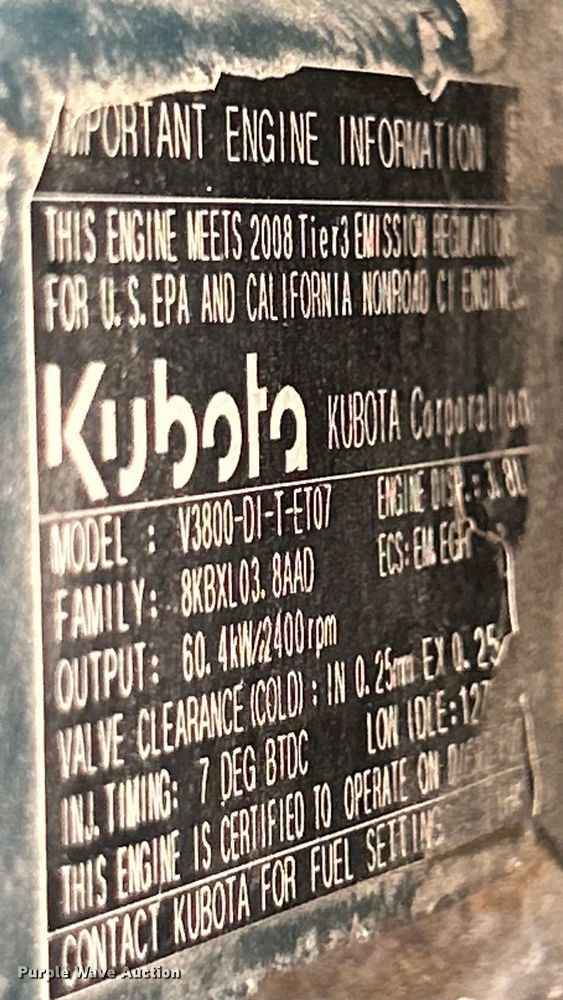 IMPORTANT ENGINE INFORMATION
THIS ENGINE MEETS 2008 Tier3 EMISSION REGULATIONS
FOR U.S.EPA AND CALIFORNIA NONROAD CI ENGINES.
Kubota KUBOTA Corporation
MODEL : V3800-DI-T-ET07 ENGINE DISP.: 3.8L
FAMILY: 8KBXL03.8AAD ECS: EM EGR
OUTPUT: 60.4kW/2400rpm
VALVE CLEARANCE(COLD) : IN 0.25mm EX 0.25
INJ.TIMING: 7 DEG BTDC LOW IDLE:
THIS ENGINE IS CERTIFIED TO OPERATE ON
CONTACT KUBOTA FOR FUEL SETTING
Purple Wave Auction